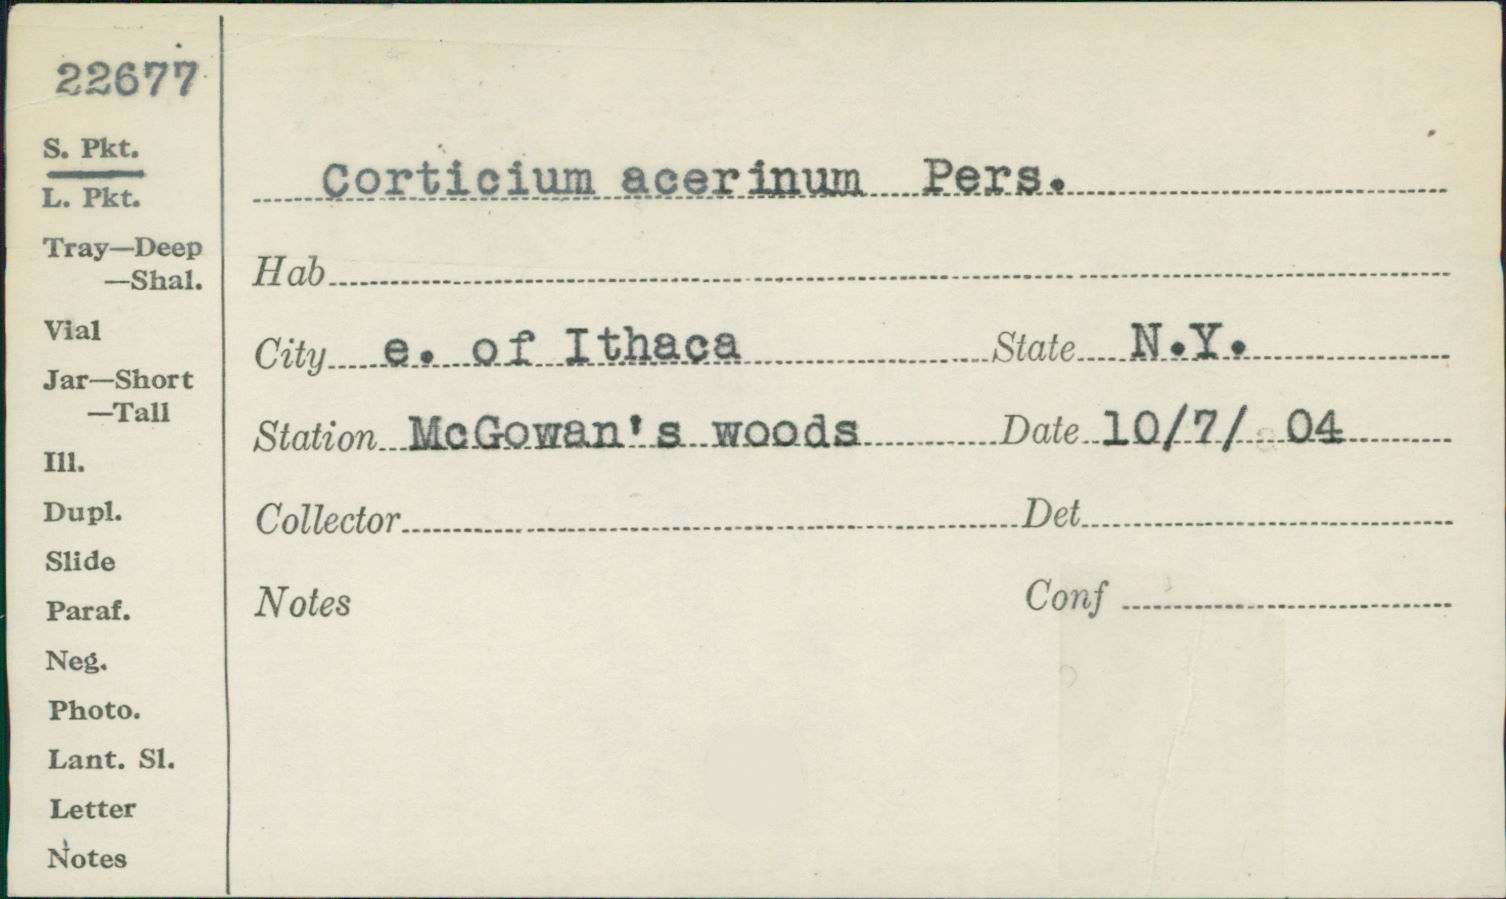 22677
S. Pkt.
L. Pkt.
Tray—Deep
—Shal.
Vial
Jar—Short
—Tall
Ill.
Dupl.
Slide
Paraf.
Neg.
Photo.
Lant. Sl.
Letter
Notes
Corticium acerinum Pers.
Hab
City e. of Ithaca State N.Y.
Station McGowan's woods Date 10/7/ 04
Collector Det
Notes Conf